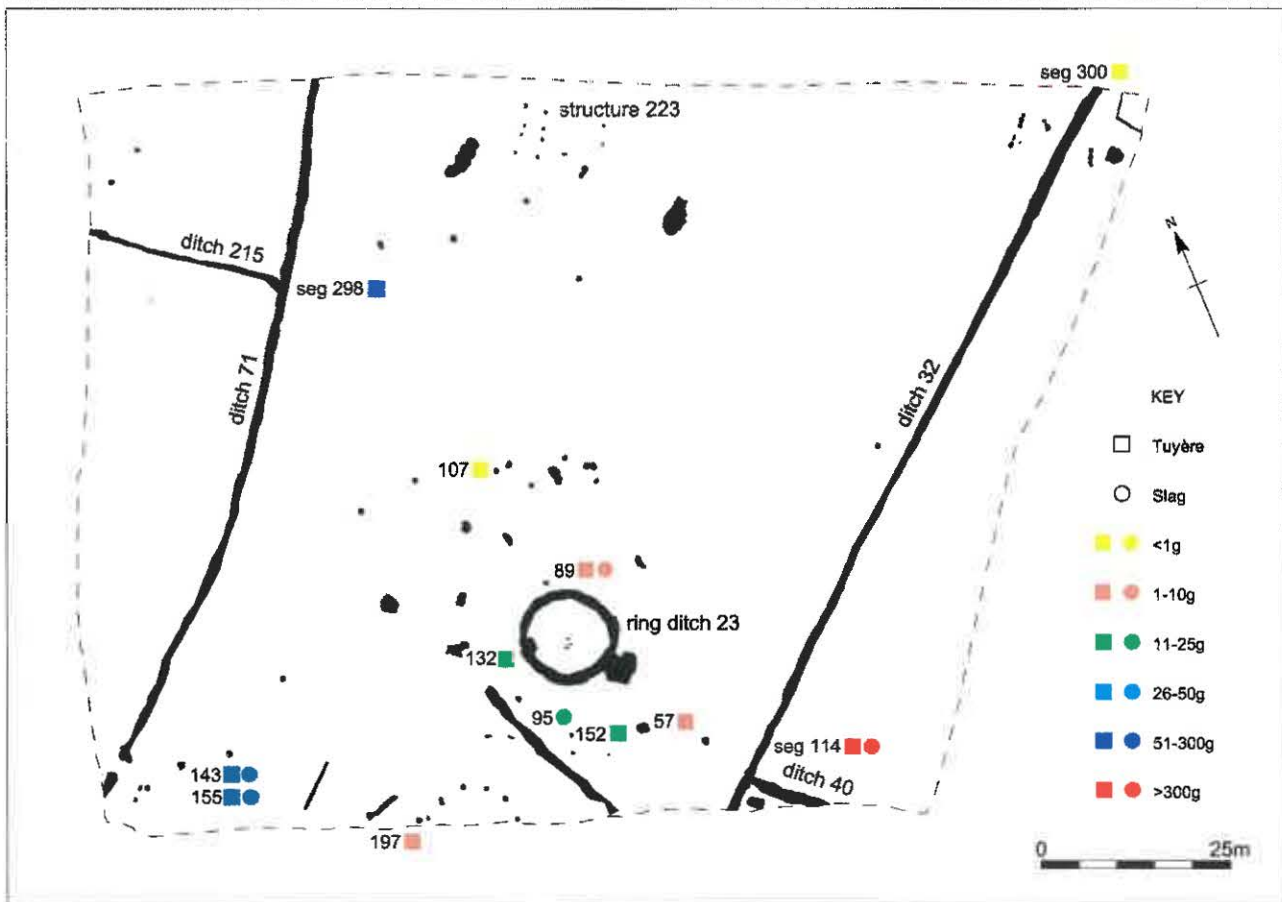 seg 300
structure 223
N
ditch 215
seg 298
ditch 71
ditch 32
KEY
Tuyère
Slag
<1g
1-10g
11-25g
26-50g
51-300g
>300g
107
89
ring ditch 23
132
95
152
57
seg 114
ditch 40
143
155
197
0 25m